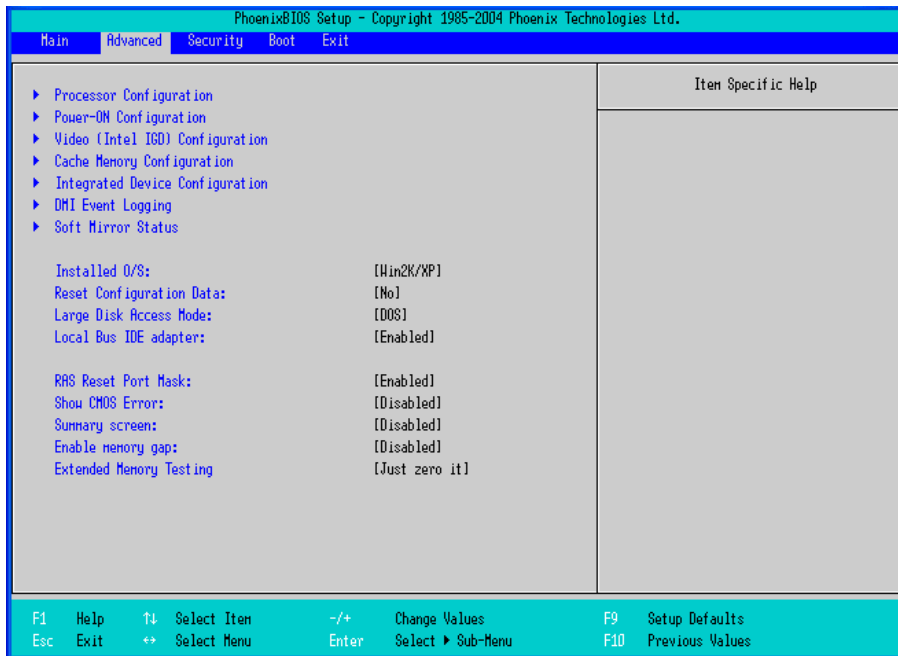 PhoenixBIOS Setup - Copyright 1985-2004 Phoenix Technologies Ltd.
Main Advanced Security Boot Exit
Item Specific Help
▶ Processor Configuration
▶ Power-ON Configuration
▶ Video (Intel IGD) Configuration
▶ Cache Memory Configuration
▶ Integrated Device Configuration
▶ DMI Event Logging
▶ Soft Mirror Status
Installed O/S: [Win2K/XP]
Reset Configuration Data: [No]
Large Disk Access Mode: [DOS]
Local Bus IDE adapter: [Enabled]
RAS Reset Port Mask: [Enabled]
Show CMOS Error: [Disabled]
Summary screen: [Disabled]
Enable memory gap: [Disabled]
Extended Memory Testing [Just zero it]
F1 Help ↑↓ Select Item -/+ Change Values F9 Setup Defaults
Esc Exit ↔ Select Menu Enter Select ▶ Sub-Menu F10 Previous Values